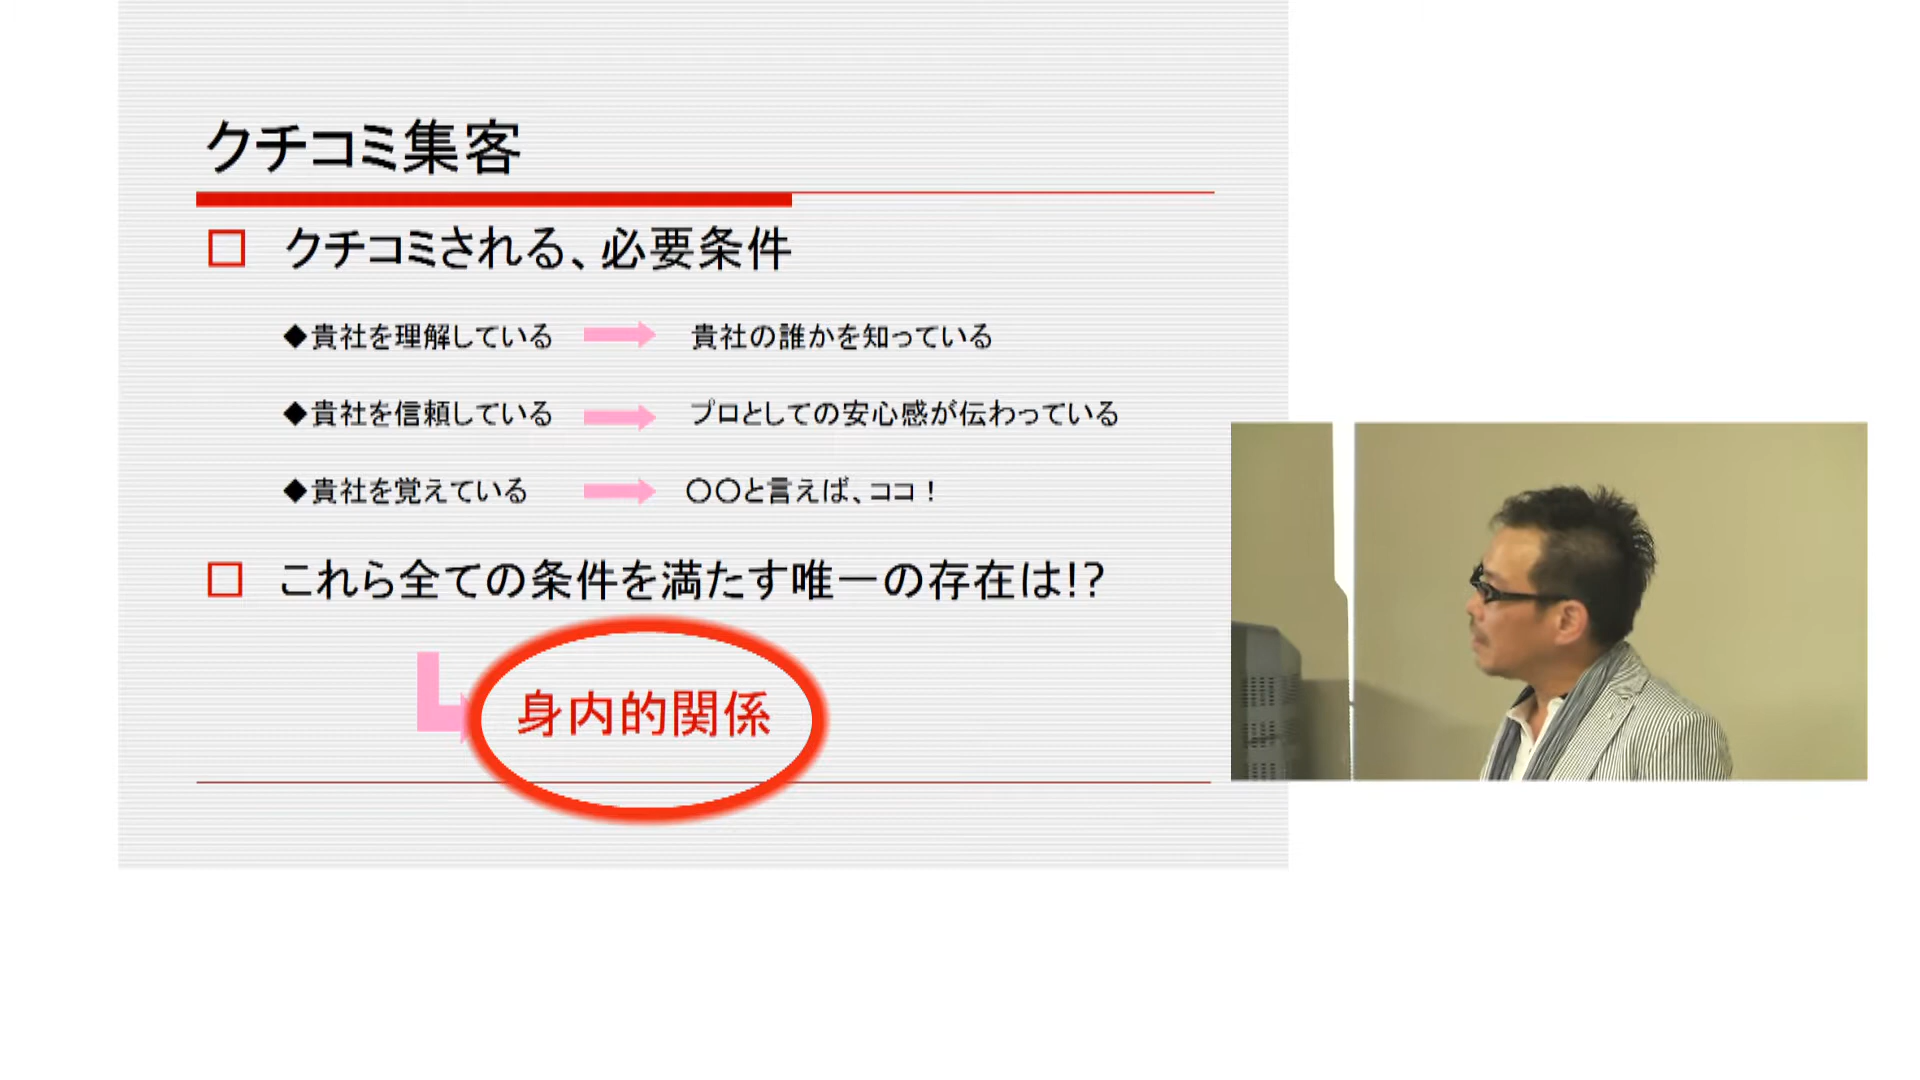 クチコミ集客
クチコミされる、必要条件
◆貴社を理解している 貴社の誰かを知っている
◆貴社を信頼している プロとしての安心感が伝わっている
◆貴社を覚えている 〇〇と言えば、ココ！
これら全ての条件を満たす唯一の存在は!?
身内的関係